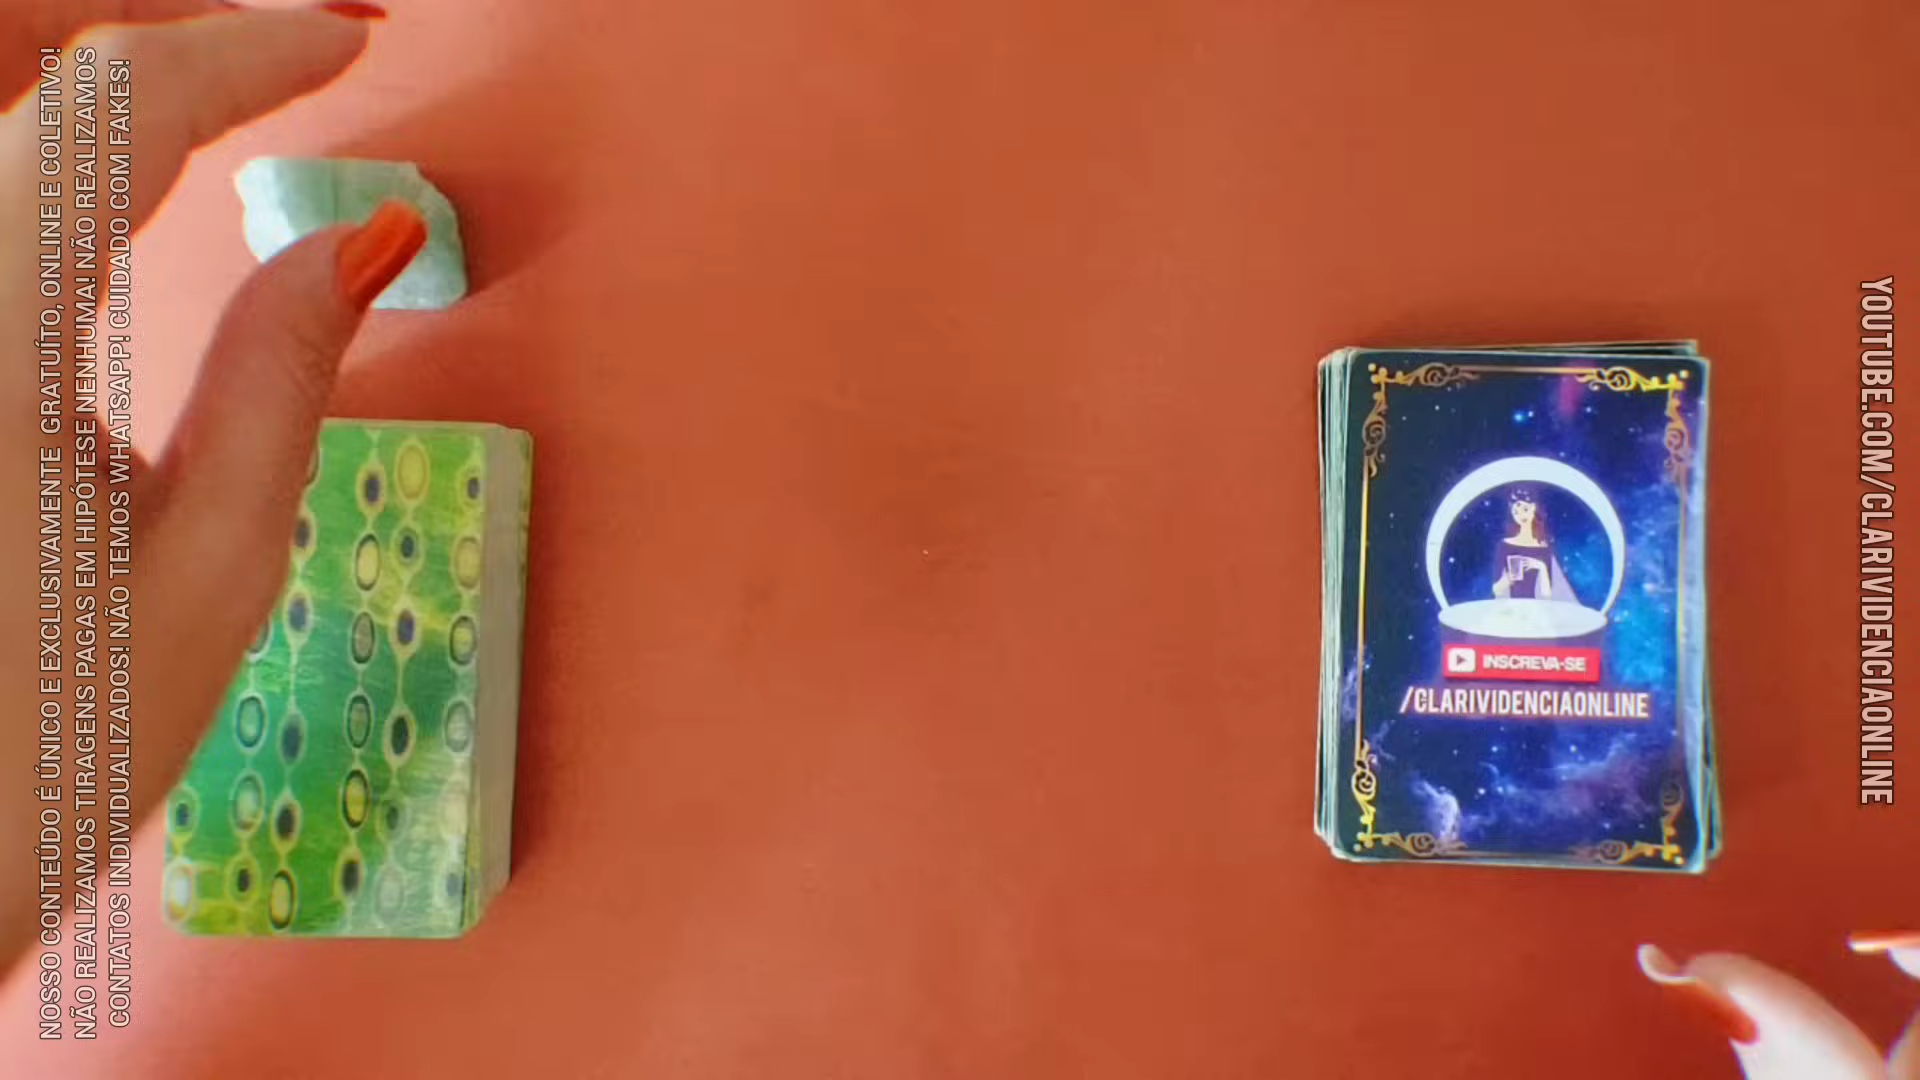 NOSSO CONTEÚDO É ÚNICO E EXCLUSIVAMENTE GRATUÍTO, ONLINE E COLETIVO!
NÃO REALIZAMOS TIRAGENS PAGAS EM HIPÓTESE NENHUMA! NÃO REALIZAMOS
CONTATOS INDIVIDUALIZADOS! NÃO TEMOS WHATSAPP! CUIDADO COM FAKES!
INSCREVA-SE
/CLARIVIDENCIAONLINE
YOUTUBE.COM/CLARIVIDENCIAONLINE